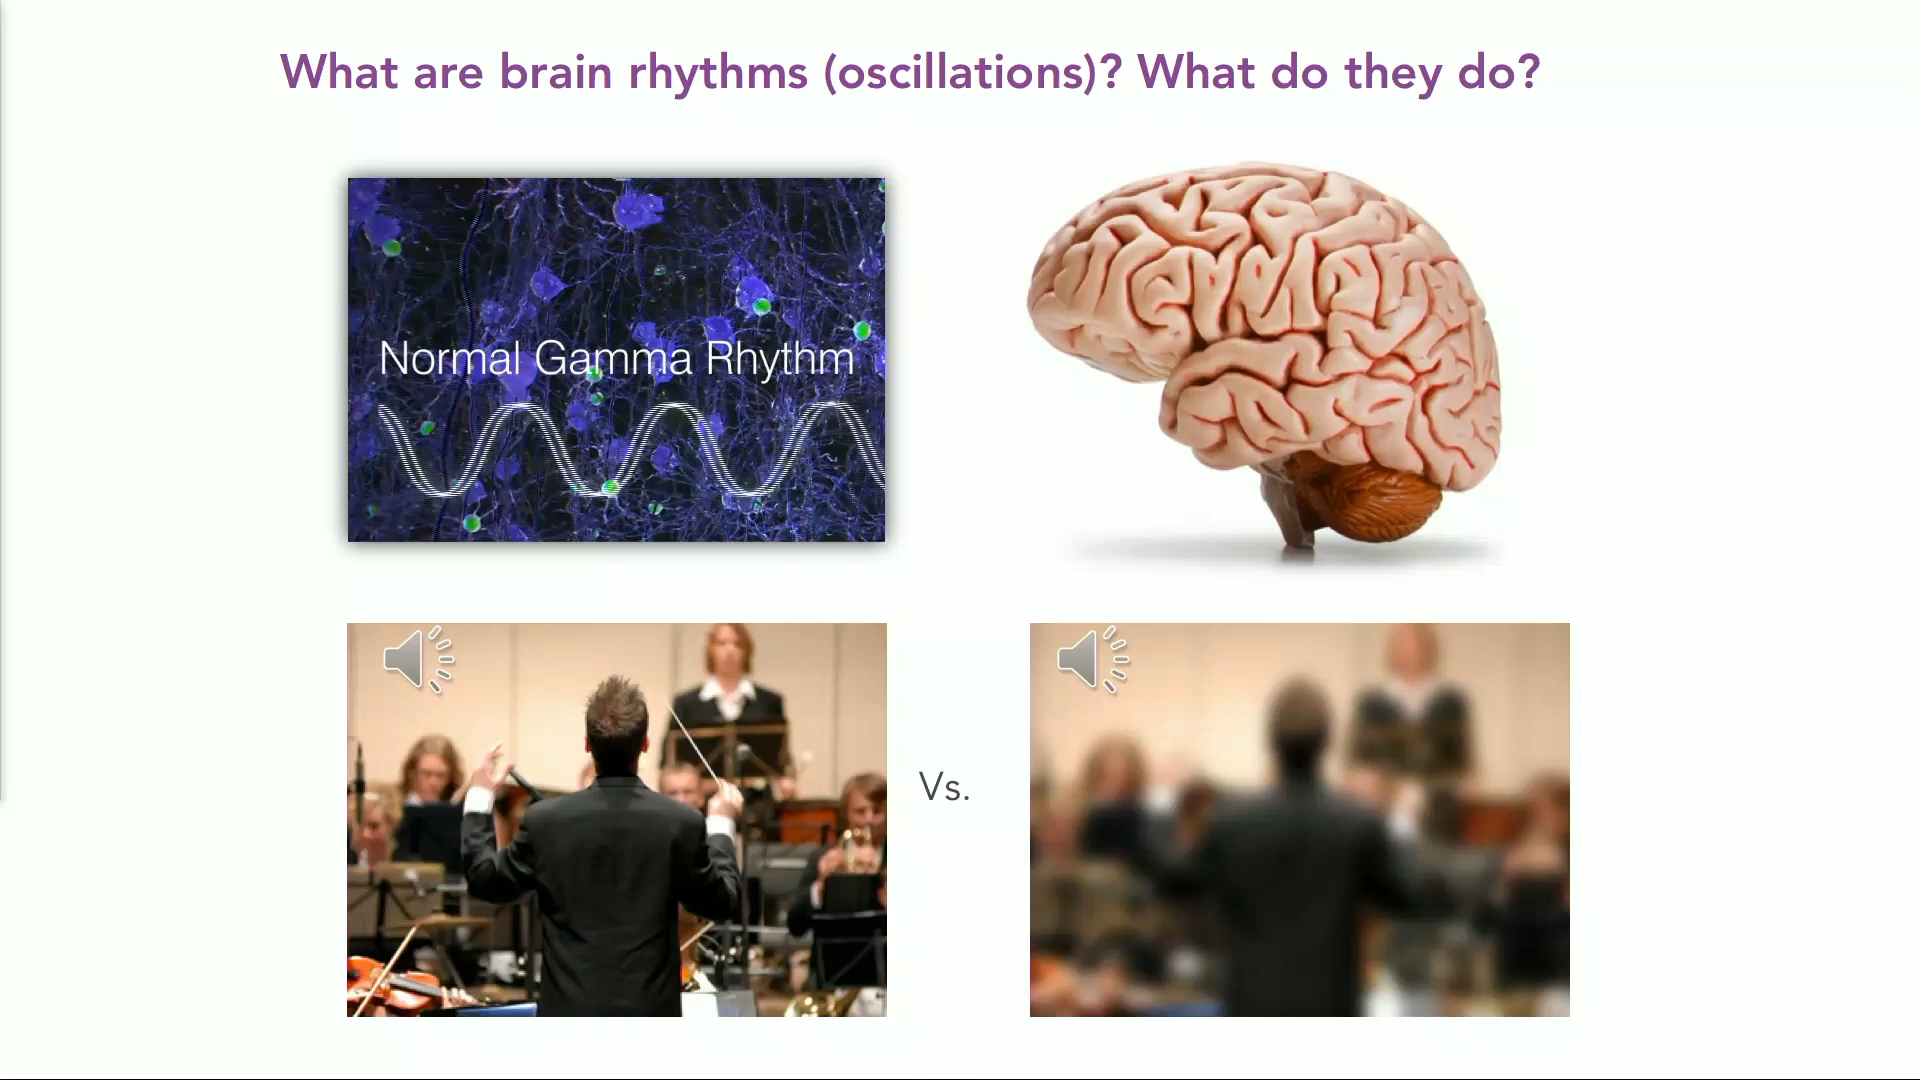 What are brain rhythms (oscillations)? What do they do?
Normal Gamma Rhythm
Vs.